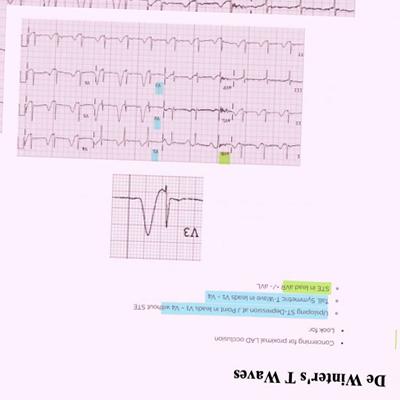 De Winter's T Waves
Concerning for proximal LAD occlusion
Look for
Upsloping ST-Depression at J Point in leads V1 - V4 without STE
Tall, Symmetric T-Wave in leads V1 - V4
STE in lead aVR +/- aVL
V3
I aVR V1 V4
II aVL V2 V5
III aVF V3 V6
II